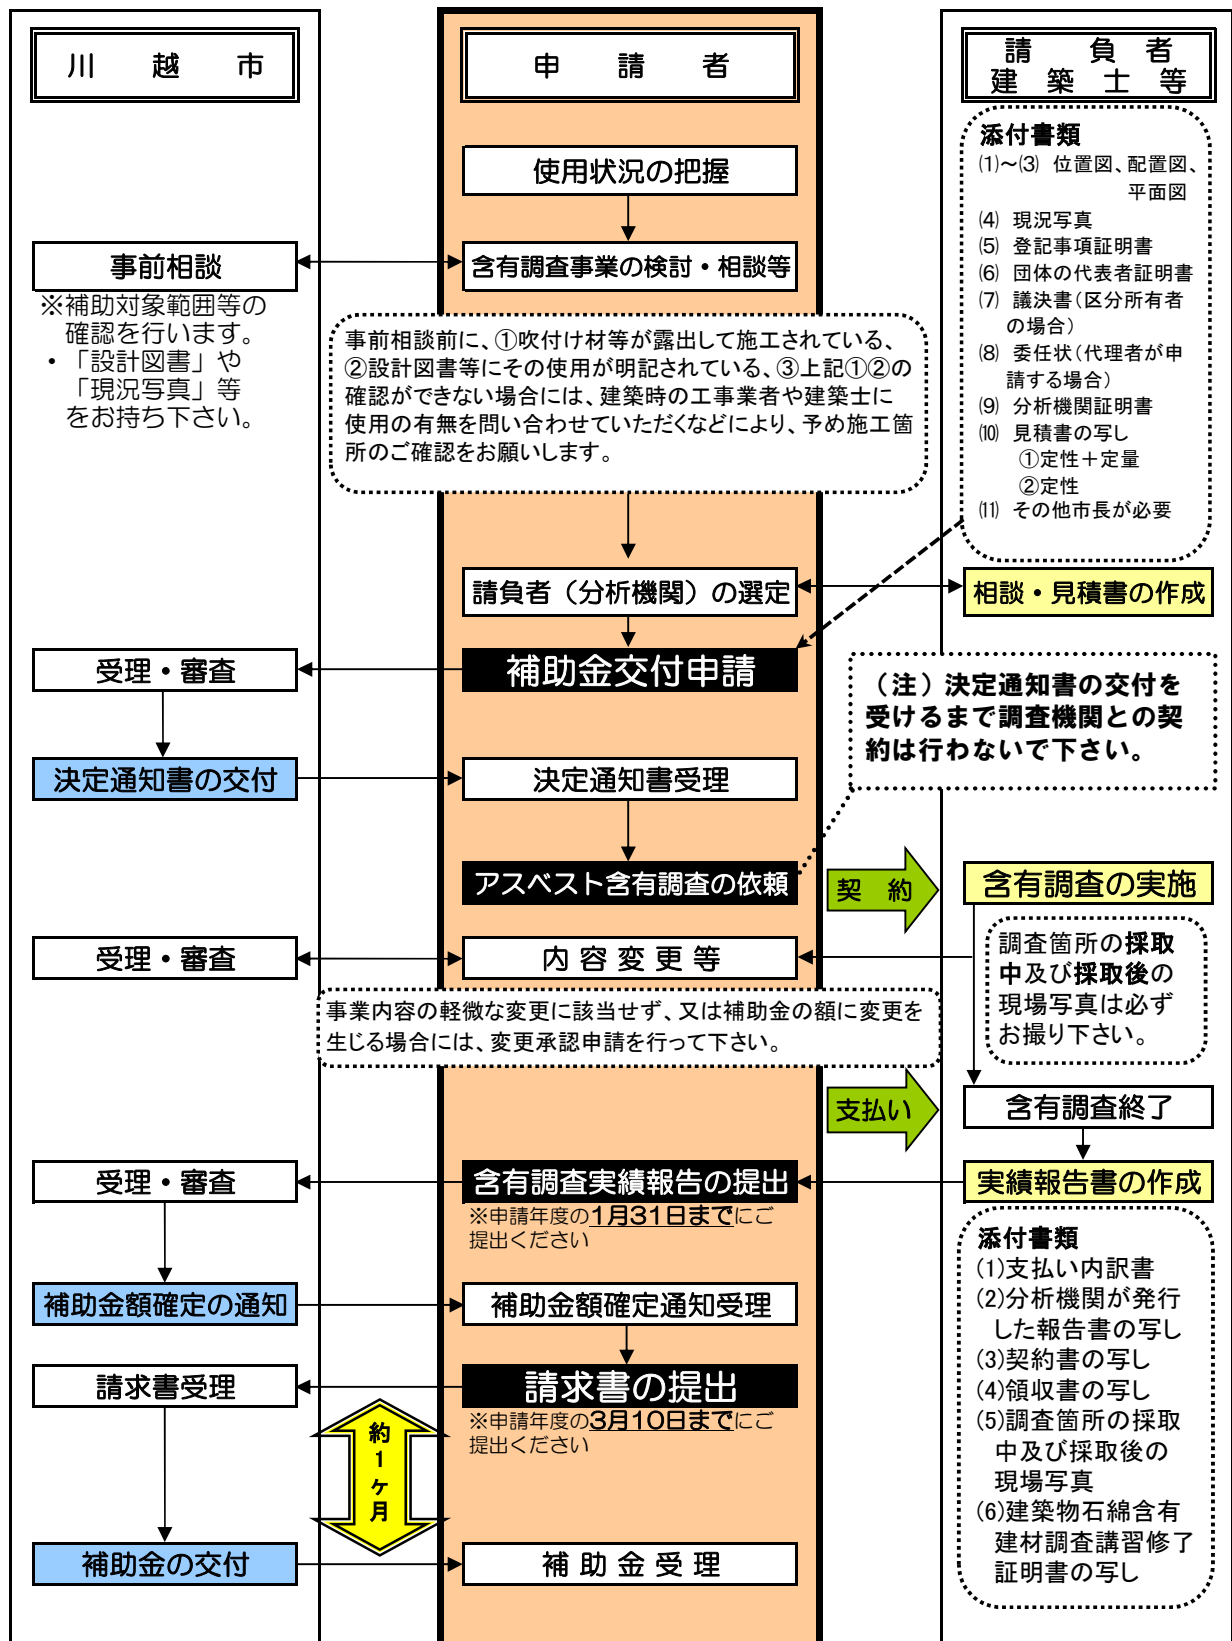 川　越　市
申　請　者
請　負　者
建　築　士　等
添付書類
⑴～⑶ 位置図、配置図、
平面図
⑷ 現況写真
⑸ 登記事項証明書
⑹ 団体の代表者証明書
⑺ 議決書（区分所有者
の場合）
⑻ 委任状（代理者が申
請する場合）
⑼ 分析機関証明書
⑽ 見積書の写し
①定性＋定量
②定性
⑾ その他市長が必要
使用状況の把握
事前相談
含有調査事業の検討・相談等
※補助対象範囲等の
確認を行います。
・「設計図書」や
「現況写真」等
をお持ち下さい。
事前相談前に、①吹付け材等が露出して施工されている、
②設計図書等にその使用が明記されている、③上記①②の
確認ができない場合には、建築時の工事業者や建築士に
使用の有無を問い合わせていただくなどにより、予め施工箇
所のご確認をお願いします。
請負者（分析機関）の選定
相談・見積書の作成
受理・審査
補助金交付申請
（注）決定通知書の交付を
受けるまで調査機関との契
約は行わないで下さい。
決定通知書の交付
決定通知書受理
アスベスト含有調査の依頼
契　約
含有調査の実施
受理・審査
内 容 変 更 等
調査箇所の採取
中及び採取後の
現場写真は必ず
お撮り下さい。
事業内容の軽微な変更に該当せず、又は補助金の額に変更を
生じる場合には、変更承認申請を行って下さい。
支払い
含有調査終了
受理・審査
含有調査実績報告の提出
実績報告書の作成
※申請年度の1月31日までにご
提出ください
添付書類
(1)支払い内訳書
(2)分析機関が発行
した報告書の写し
(3)契約書の写し
(4)領収書の写し
(5)調査箇所の採取
中及び採取後の
現場写真
(6)建築物石綿含有
建材調査講習修了
証明書の写し
補助金額確定の通知
補助金額確定通知受理
請求書受理
請求書の提出
※申請年度の3月10日までにご
提出ください
約
1
ヶ
月
補助金の交付
補 助 金 受 理